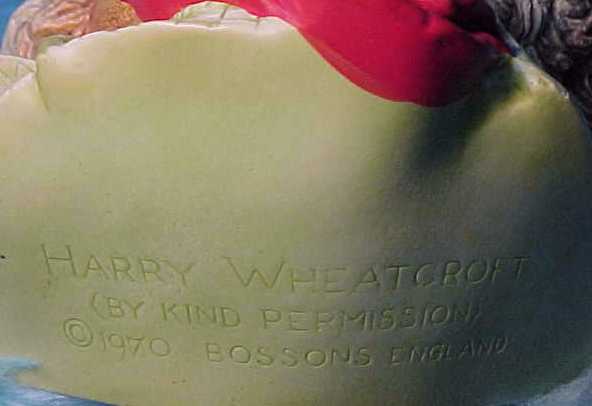 HARRY WHEATCROFT
(BY KIND PERMISSION)
©1970 BOSSONS ENGLAND